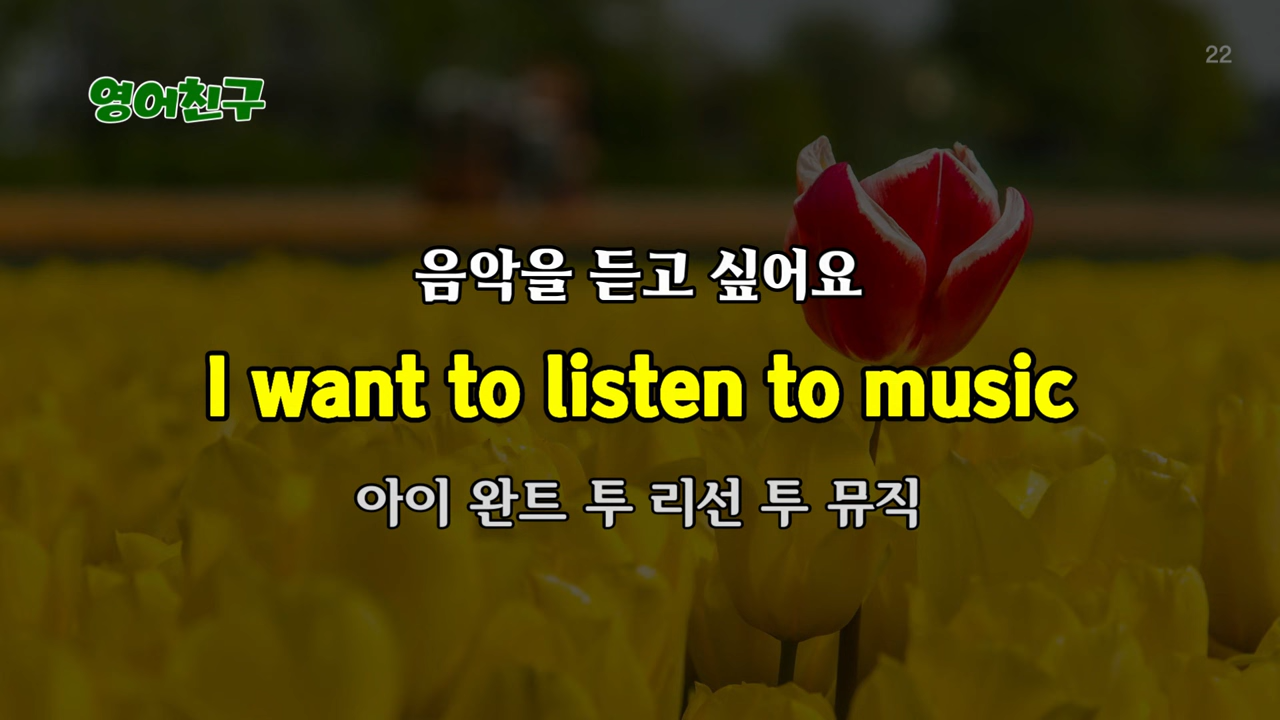 22
영어친구
음악을 듣고 싶어요
I want to listen to music
아이 완트 투 리선 투 뮤직